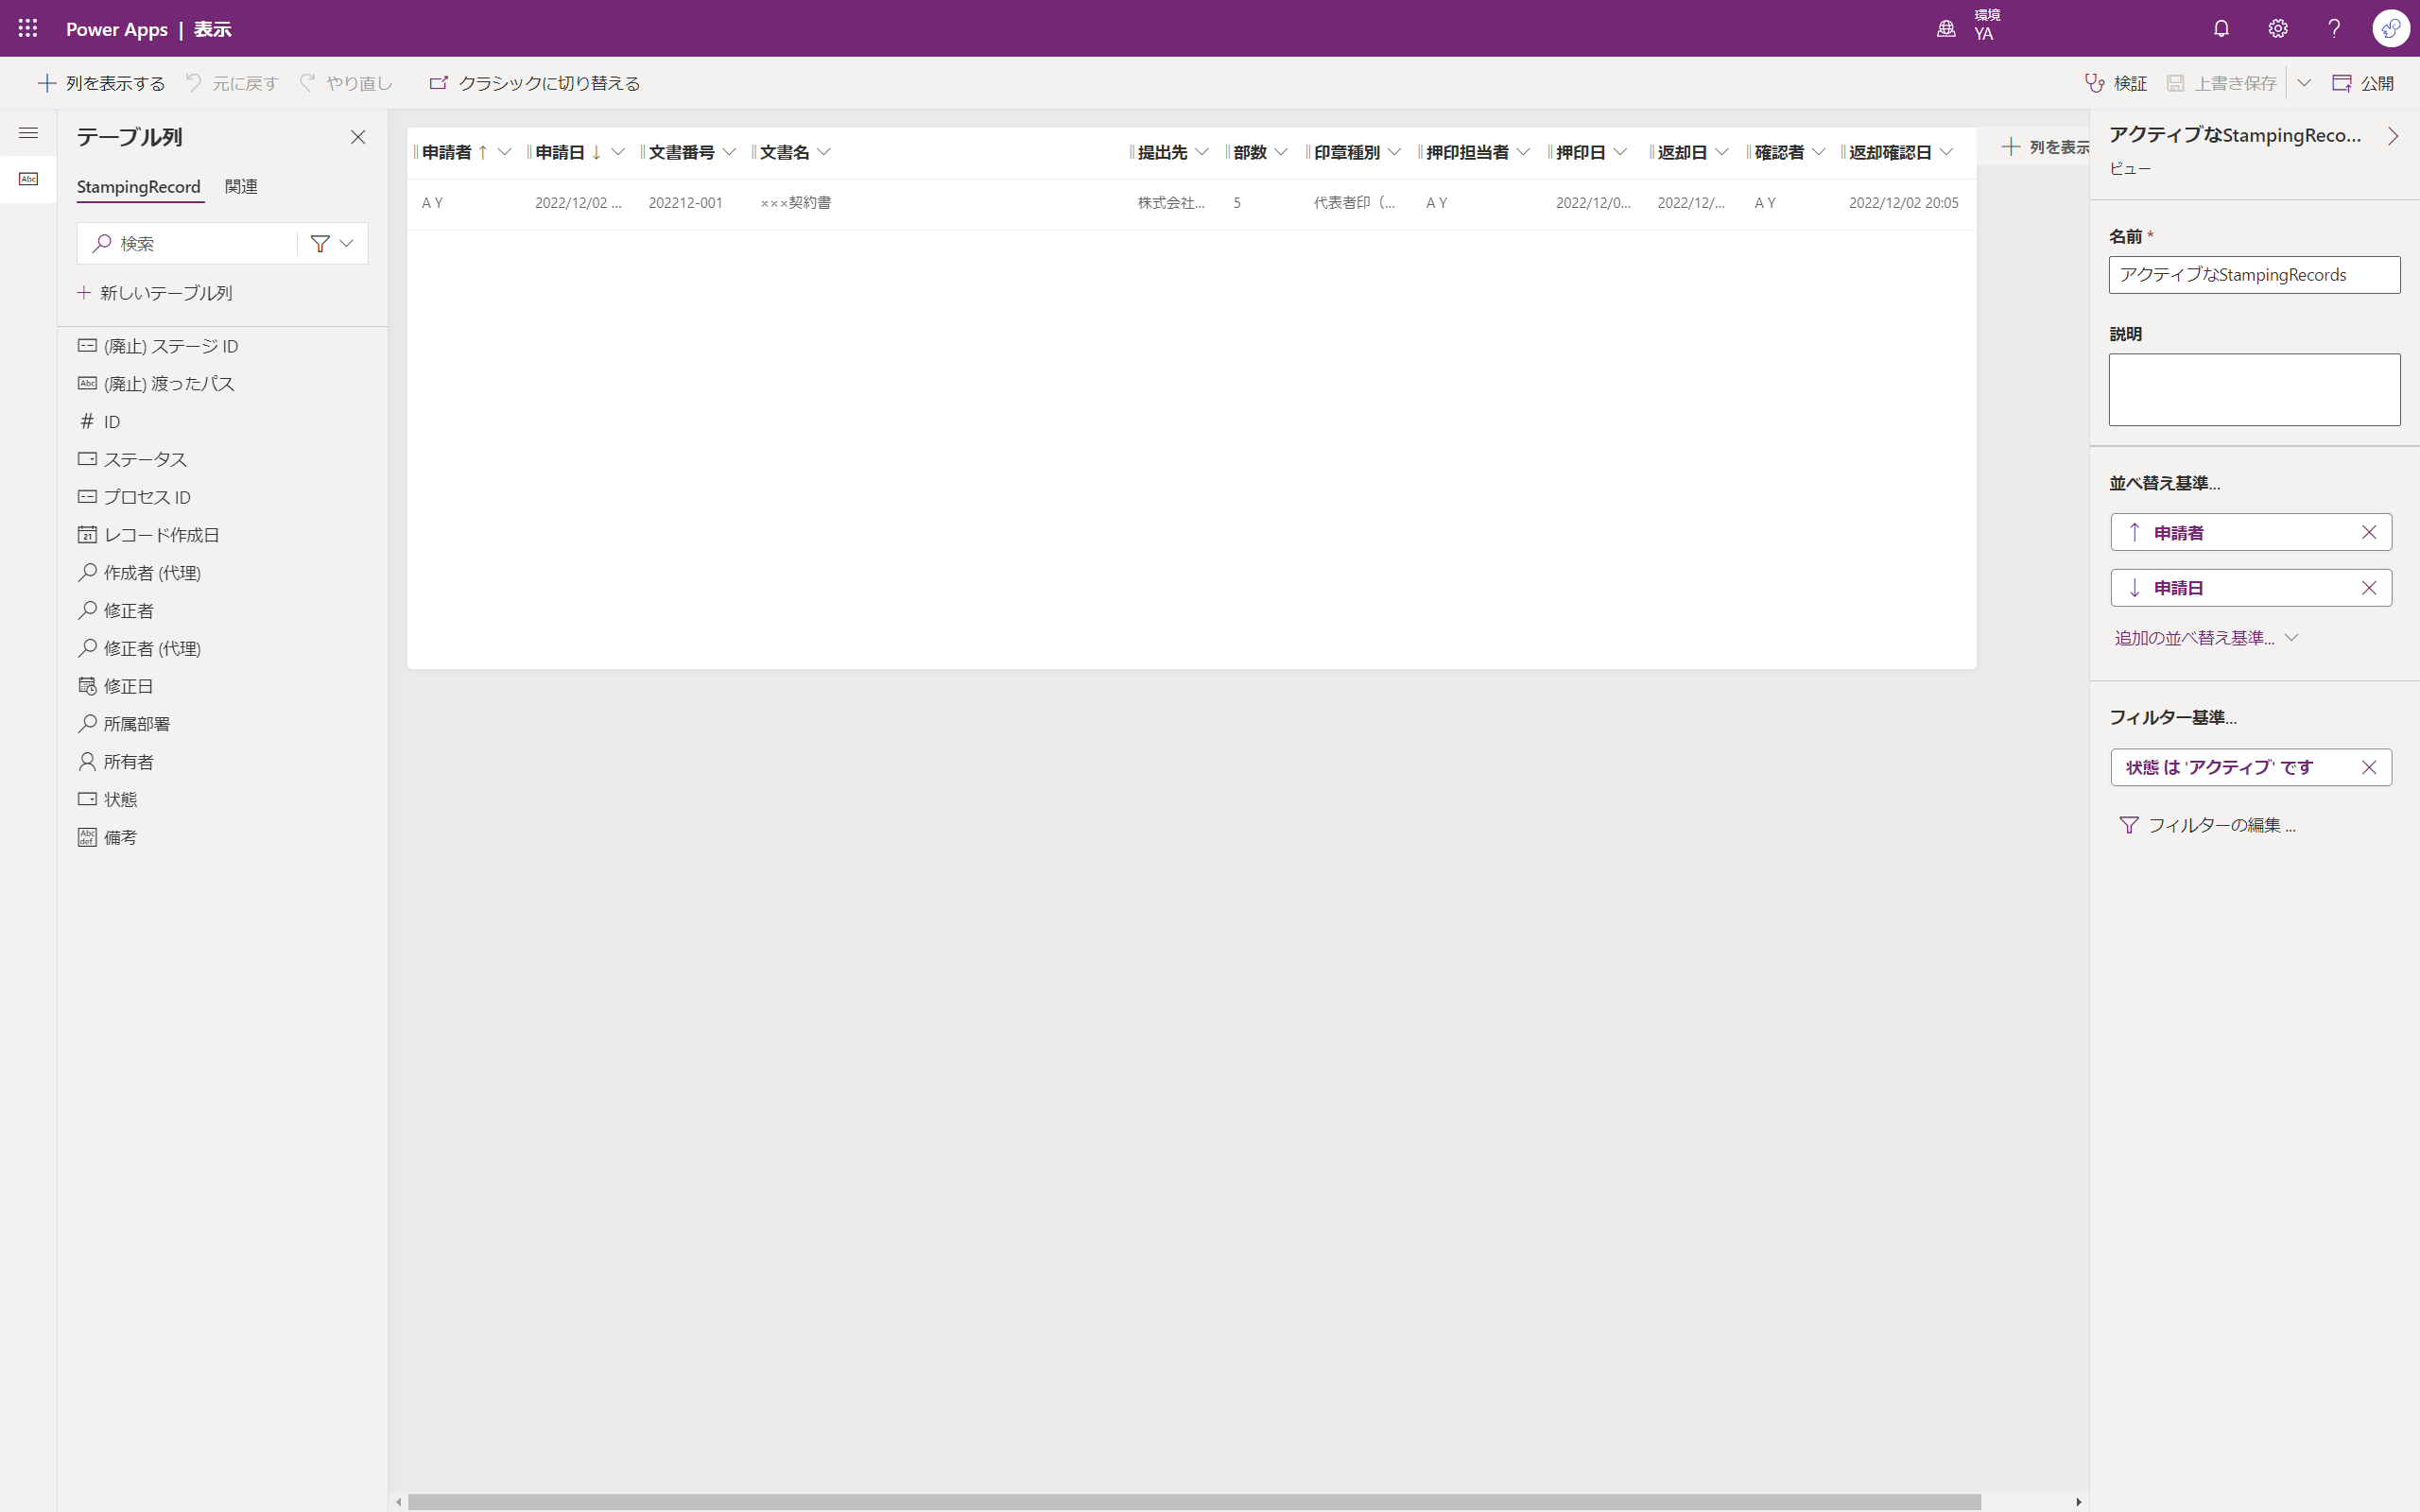 Power Apps | 表示
環境
YA
列を表示する 元に戻す やり直し クラシックに切り替える 検証 上書き保存 公開
テーブル列
StampingRecord 関連
検索
新しいテーブル列
(廃止) ステージ ID
Abc (廃止) 渡ったパス
# ID
ステータス
プロセス ID
21 レコード作成日
作成者 (代理)
修正者
修正者 (代理)
修正日
所属部署
所有者
状態
Abc def 備考
Abc
申請者 ↑ 申請日 ↓ 文書番号 文書名 提出先 部数 印章種別 押印担当者 押印日 返却日 確認者 返却確認日
A Y 2022/12/02 ... 202212-001 ×××契約書 株式会社... 5 代表者印（... A Y 2022/12/0... 2022/12/... A Y 2022/12/02 20:05
列を表示
アクティブなStampingReco...
ビュー
名前 *
アクティブなStampingRecords
説明
並べ替え基準...
↑ 申請者
↓ 申請日
追加の並べ替え基準...
フィルター基準...
状態 は 'アクティブ' です
フィルターの編集 ...